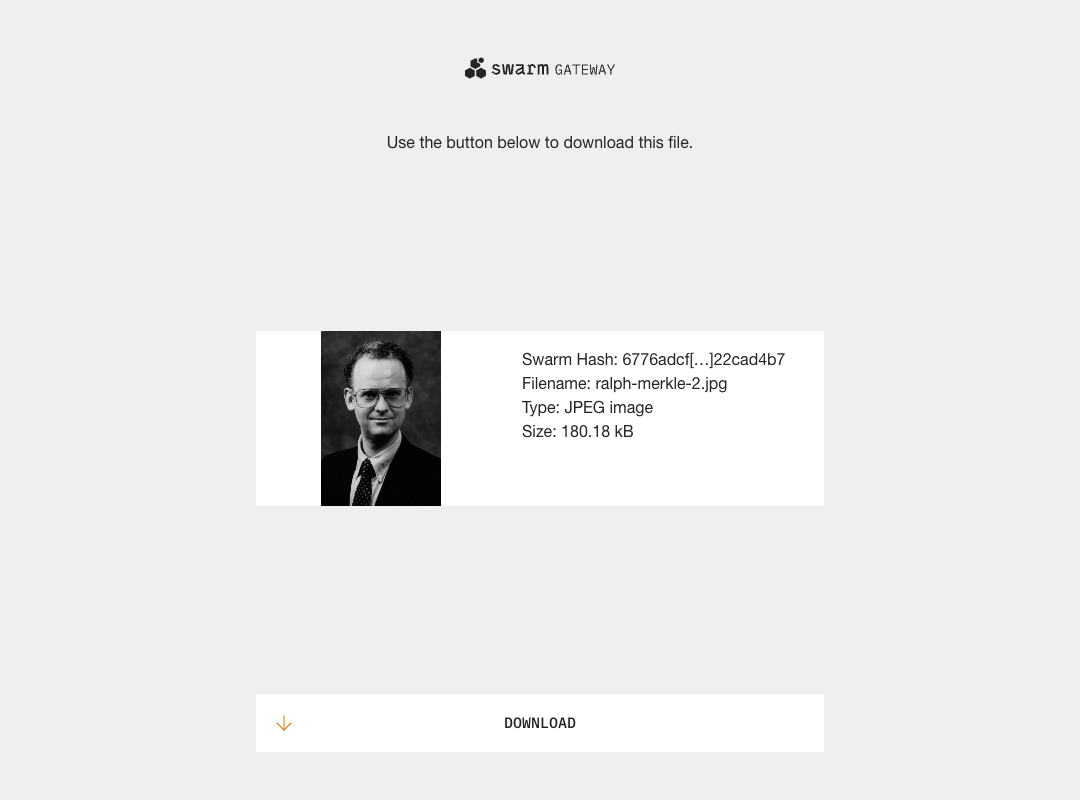 swarm GATEWAY
Use the button below to download this file.
Swarm Hash: 6776adcf[…]22cad4b7
Filename: ralph-merkle-2.jpg
Type: JPEG image
Size: 180.18 kB
DOWNLOAD